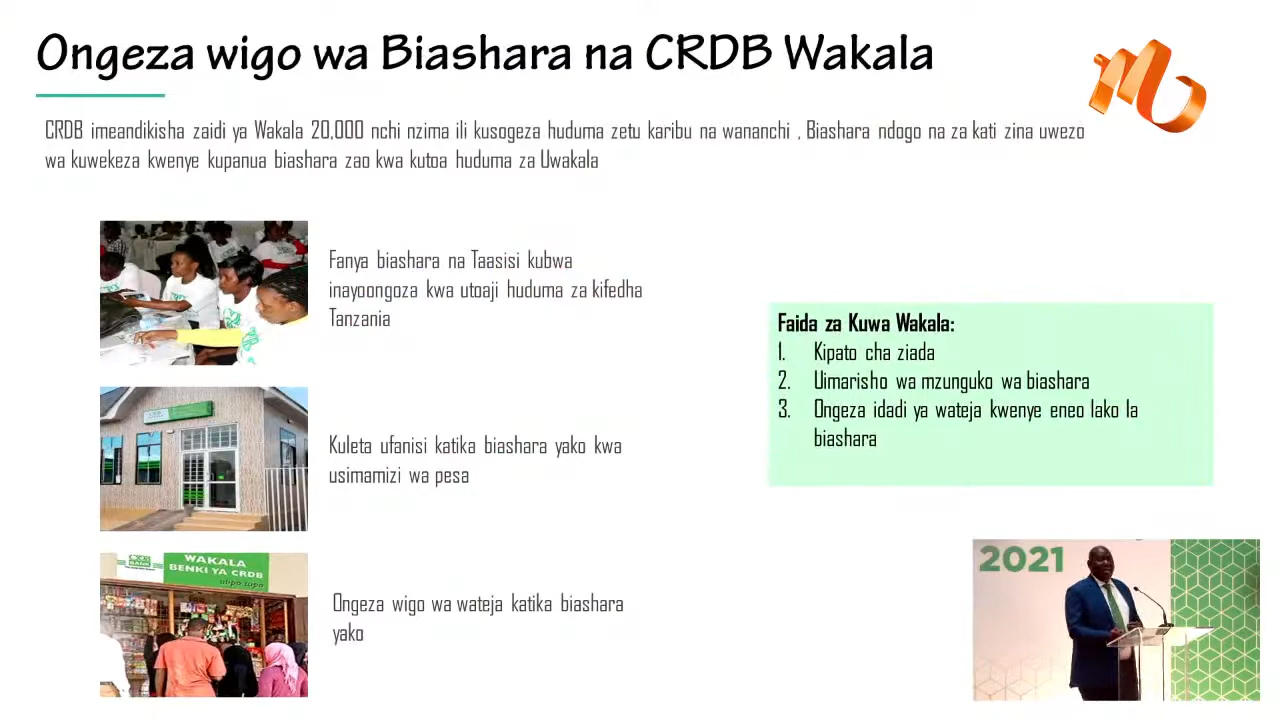 Ongeza wigo wa Biashara na CRDB Wakala
CRDB imeandikisha zaidi ya Wakala 20,000 nchi nzima ili kusogeza huduma zetu karibu na wananchi , Biashara ndogo na za kati zina uwezo
wa kuwekeza kwenye kupanua biashara zao kwa kutoa huduma za Uwakala
Fanya biashara na Taasisi kubwa
inayoongoza kwa utoaji huduma za kifedha
Tanzania
Faida za Kuwa Wakala:
1. Kipato cha ziada
2. Uimarisho wa mzunguko wa biashara
3. Ongeza idadi ya wateja kwenye eneo lako la
biashara
Kuleta ufanisi katika biashara yako kwa
usimamizi wa pesa
WAKALA
BENKI YA CRDB
ulipo tupo
BANK
Ongeza wigo wa wateja katika biashara
yako
2021